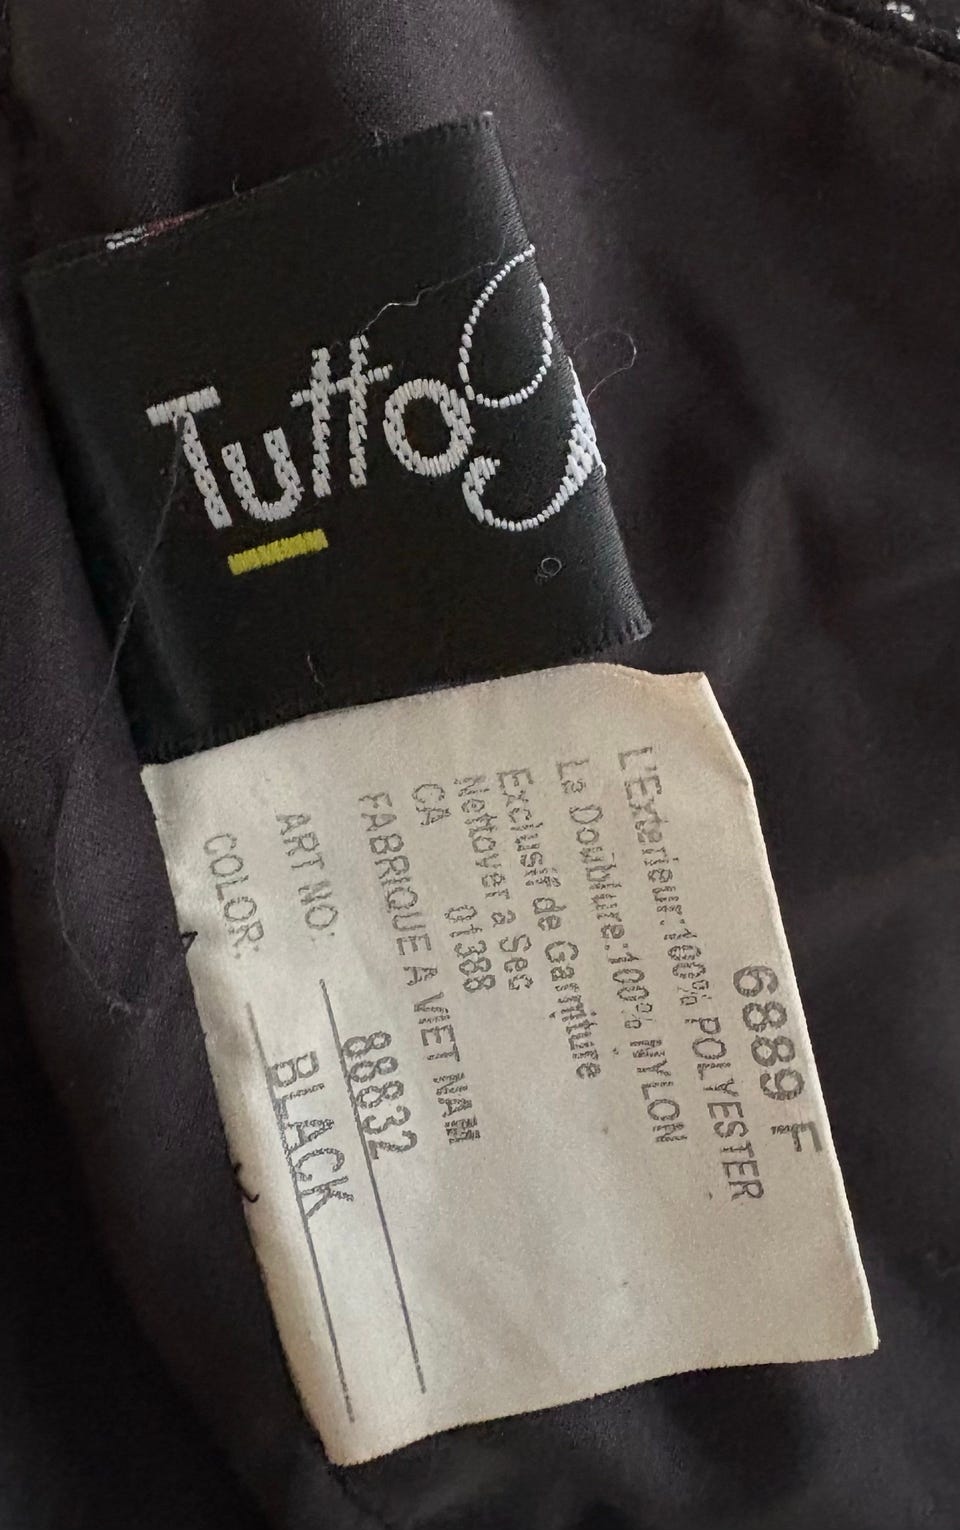 Tutto
6889 F
L'Exterieur:100% POLYESTER
La Doublure:100% NYLON
Exclusif de Garniture
Nettoyer à Sec
CA 01388
FABRIQUE A VIET NAM
ART NO: 88832
COLOR: BLACK